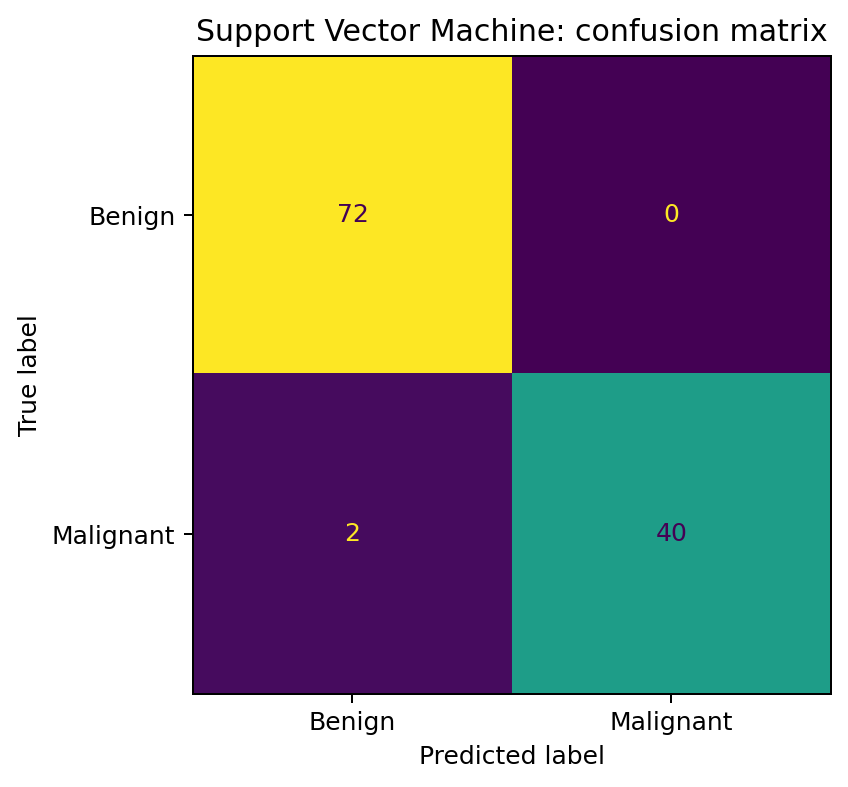 Support Vector Machine: confusion matrix
True label
Benign
72
0
Malignant
2
40
Benign
Malignant
Predicted label